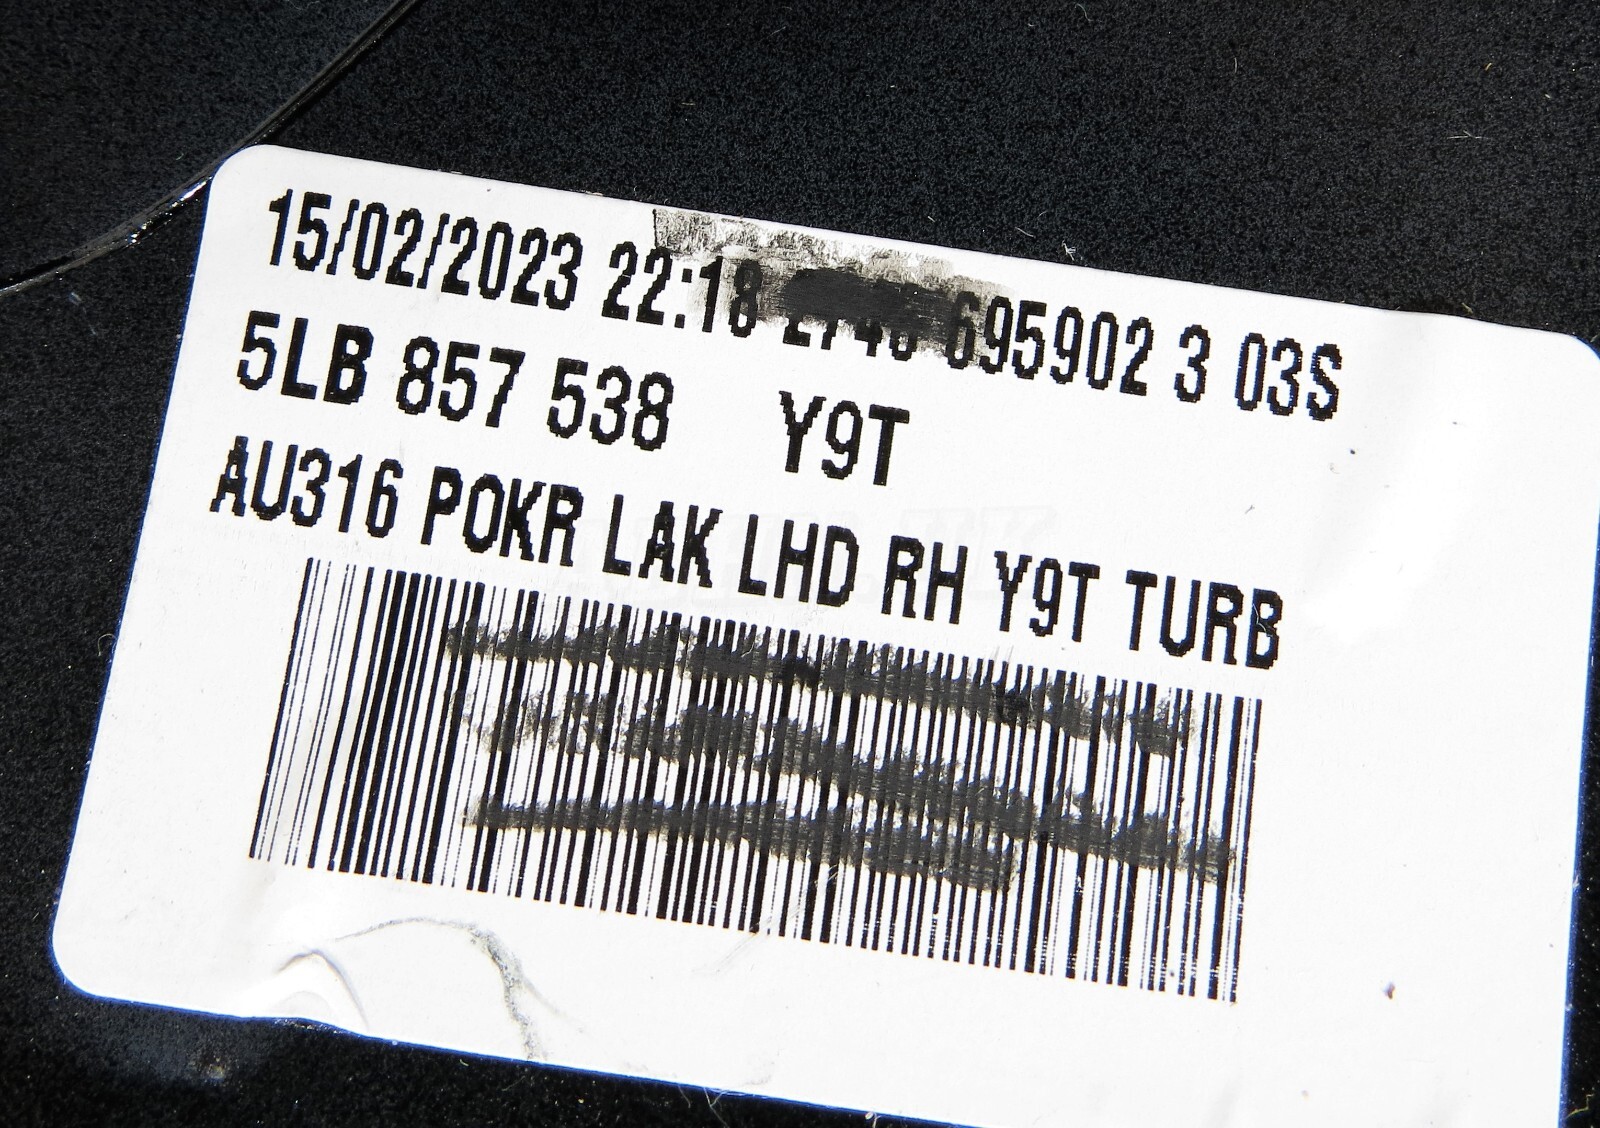 15/02/2023 22:18 695902 3 03S
5LB 857 538 Y9T
AU316 POKR LAK LHD RH Y9T TURB